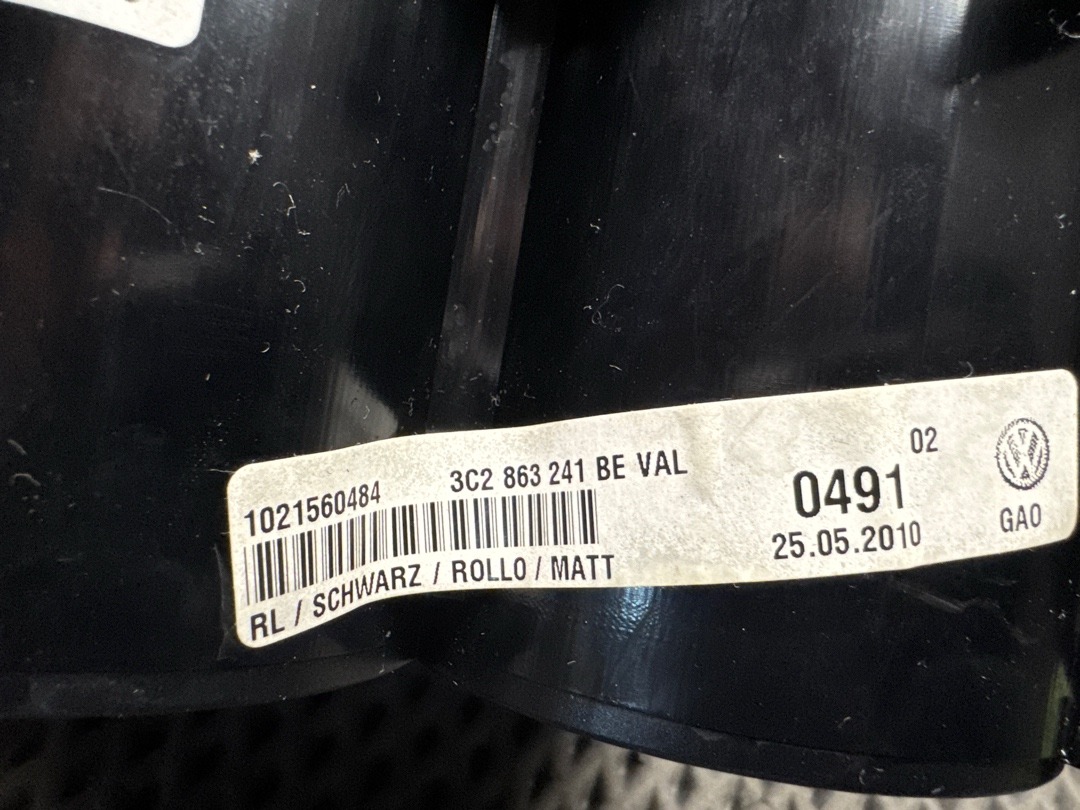 1021560484 3C2 863 241 BE VAL
RL / SCHWARZ / ROLLO / MATT
02
0491
25.05.2010
GAO